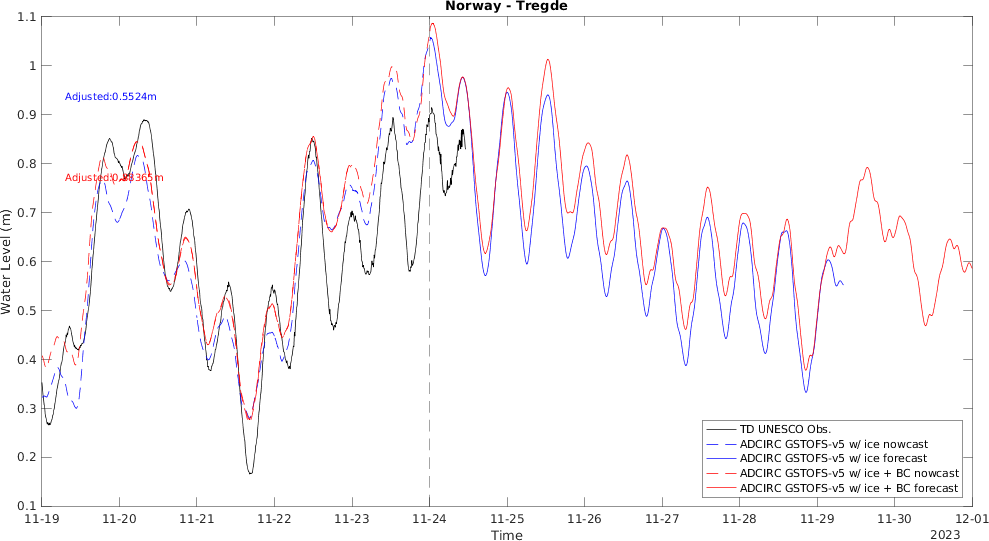 Norway - Tregde
1.1
1
0.9
0.8
0.7
0.6
0.5
0.4
0.3
0.2
0.1
Water Level (m)
Adjusted:0.5524m
11-19
11-20
11-21
11-22
11-23
11-24
11-25
11-26
11-27
11-28
11-29
11-30
12-01
Time
2023
TD UNESCO Obs.
ADCIRC GSTOFS-v5 w/ ice nowcast
ADCIRC GSTOFS-v5 w/ ice forecast
ADCIRC GSTOFS-v5 w/ ice + BC nowcast
ADCIRC GSTOFS-v5 w/ ice + BC forecast